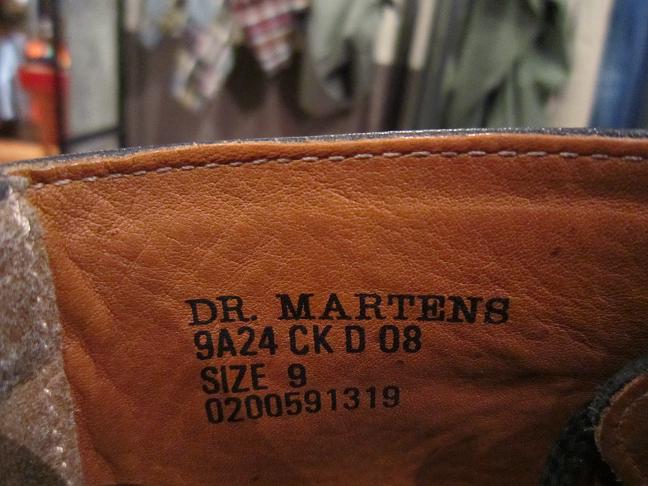 DR. MARTENS
9A24 CK D 08
SIZE 9
0200591319